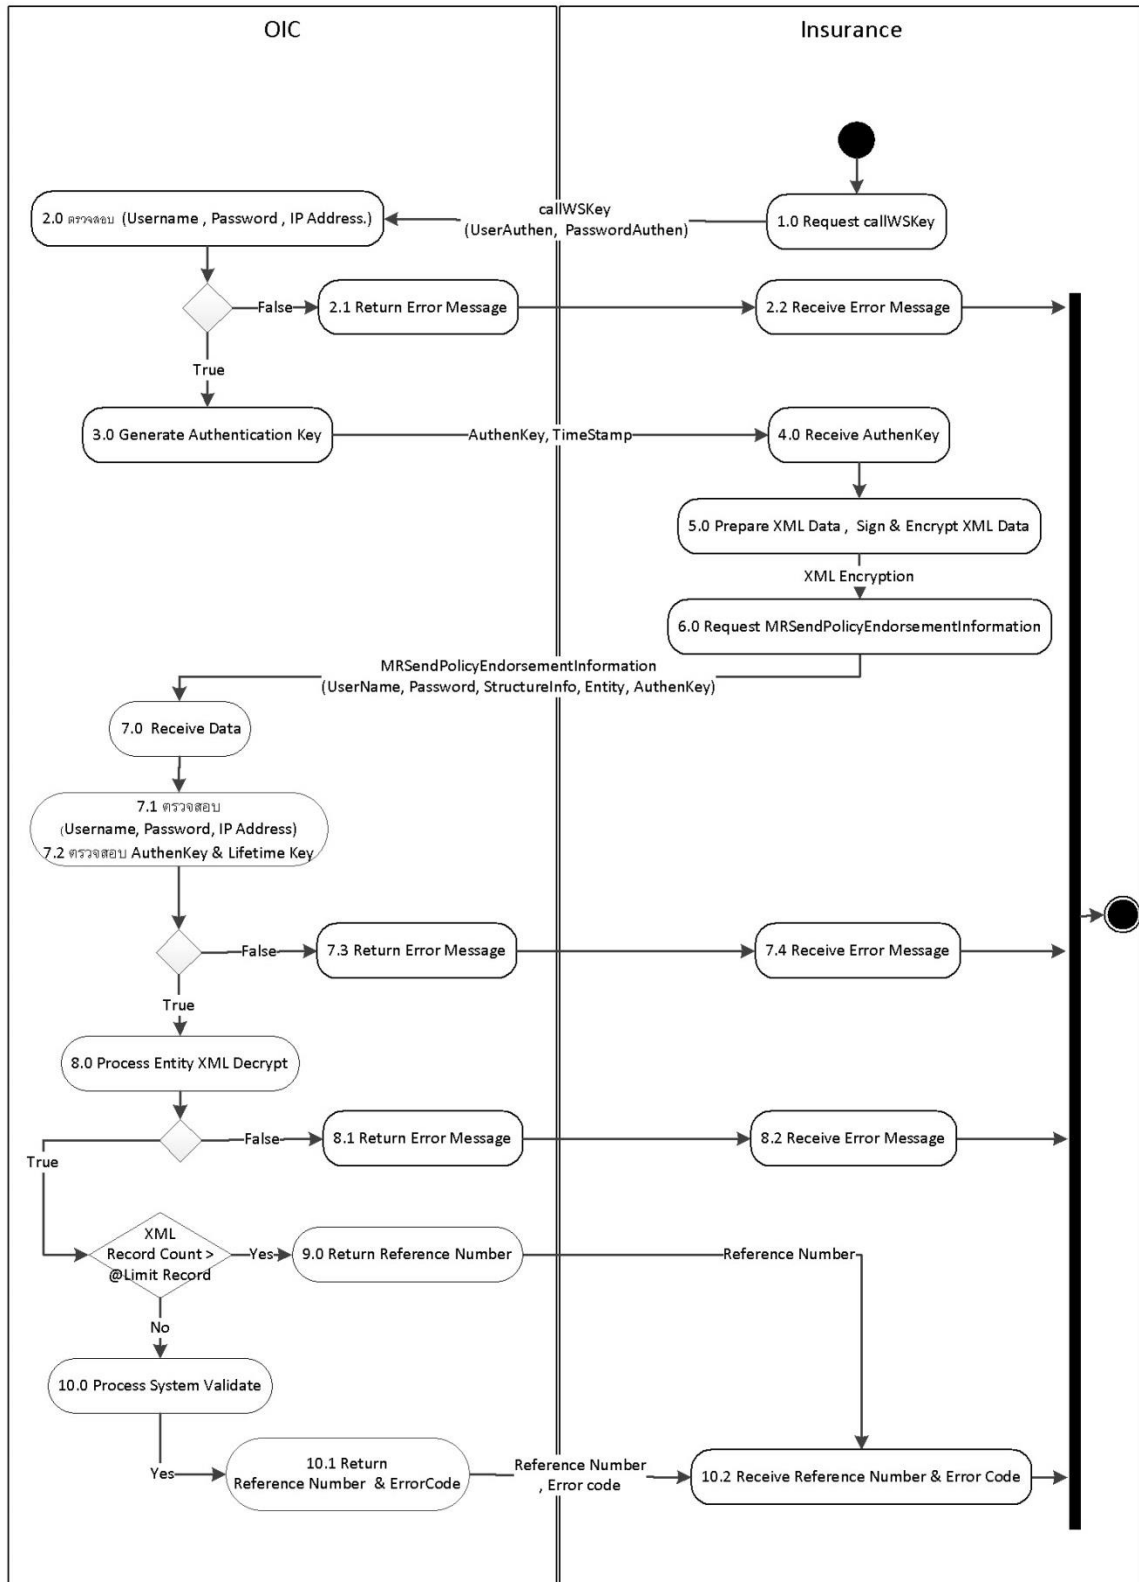 OIC
Insurance
1.0 Request callWSKey
callWSKey
(UserAuthen, PasswordAuthen)
2.0 ตรวจสอบ (Username , Password , IP Address.)
False
2.1 Return Error Message
2.2 Receive Error Message
True
3.0 Generate Authentication Key
AuthenKey, TimeStamp
4.0 Receive AuthenKey
5.0 Prepare XML Data , Sign & Encrypt XML Data
XML Encryption
6.0 Request MRSendPolicyEndorsementInformation
MRSendPolicyEndorsementInformation
(UserName, Password, StructureInfo, Entity, AuthenKey)
7.0 Receive Data
7.1 ตรวจสอบ
(Username, Password, IP Address)
7.2 ตรวจสอบ AuthenKey & Lifetime Key
False
7.3 Return Error Message
7.4 Receive Error Message
True
8.0 Process Entity XML Decrypt
False
8.1 Return Error Message
8.2 Receive Error Message
True
XML
Record Count >
@Limit Record
Yes
9.0 Return Reference Number
Reference Number
No
10.0 Process System Validate
Yes
10.1 Return
Reference Number & ErrorCode
Reference Number
, Error code
10.2 Receive Reference Number & Error Code